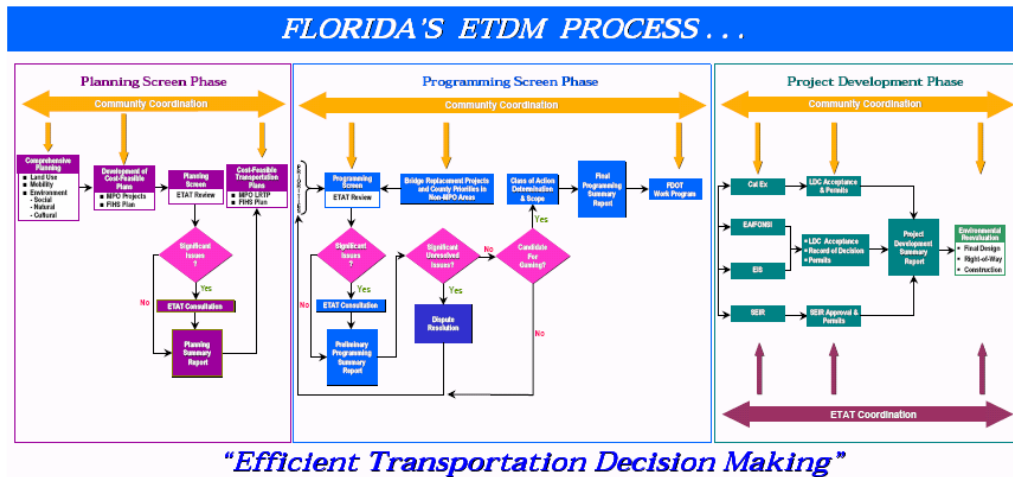 FLORIDA'S ETDM PROCESS . . .
Planning Screen Phase
Community Coordination
Comprehensive
Planning
Land Use
Mobility
Environment
- Social
- Natural
- Cultural
Development of
Cost-Feasible
Plans
MPO Projects
FIHS Plan
Planning
Screen
ETAT Review
Cost-Feasible
Transportation
Plans
MPO LRTP
FIHS Plan
Significant
Issues
?
No
Yes
ETAT Consultation
Planning
Summary
Report
Programming Screen Phase
Community Coordination
Programming
Screen
ETAT Review
Bridge Replacement Projects
and County Priorities in
Non-MPO Areas
Class of Action
Determination
& Scope
Final
Programming
Summary
Report
FDOT
Work Program
Significant
Issues
?
No
Yes
ETAT Consultation
Preliminary
Programming
Summary
Report
Significant
Unresolved
Issues?
No
Yes
Dispute
Resolution
Candidate
For
Gaming?
Yes
No
Project Development Phase
Community Coordination
Cat Ex
LDC Acceptance
& Permits
EA/FONSI
EIS
LDC Acceptance
Record of Decision
Permits
SEIR
SEIR Approval &
Permits
Project
Development
Summary
Report
Environmental
Reevaluation
Final Design
Right-of-Way
Construction
ETAT Coordination
"Efficient Transportation Decision Making"